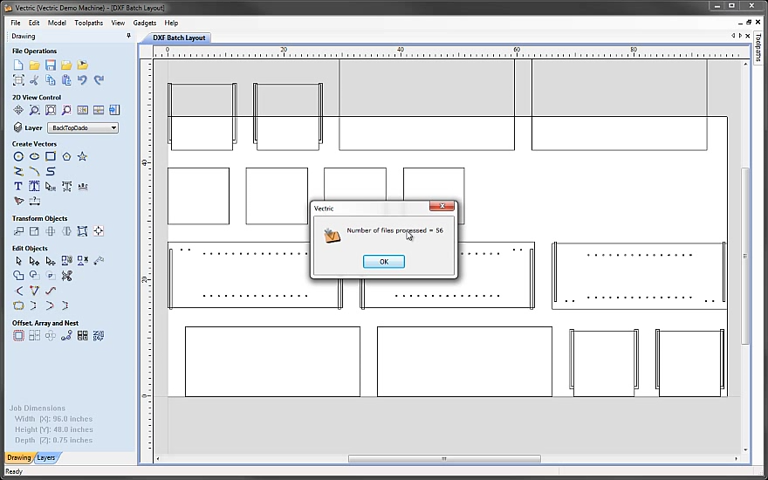 Vectric (Vectric Demo Machine) - [DXF Batch Layout]
File Edit Model Toolpaths View Gadgets Help
Drawing
DXF Batch Layout
Toolpaths
File Operations
0 20 40 60 80
2D View Control
Layer BackTopDado
Create Vectors
40
Transform Objects
Edit Objects
20
Offset, Array and Nest
0
Vectric
Number of files processed = 56
OK
Job Dimensions
Width (X): 96.0 inches
Height (Y): 48.0 inches
Depth (Z): 0.75 inches
Drawing Layers
Ready